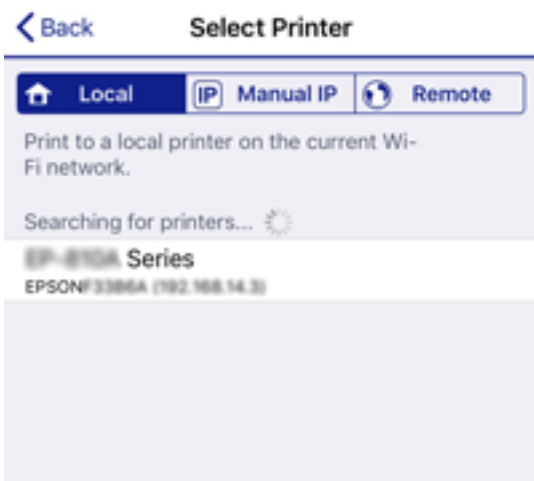 Back Select Printer
Local IP Manual IP Remote
Print to a local printer on the current Wi-
Fi network.
Searching for printers...
Series
EPSON